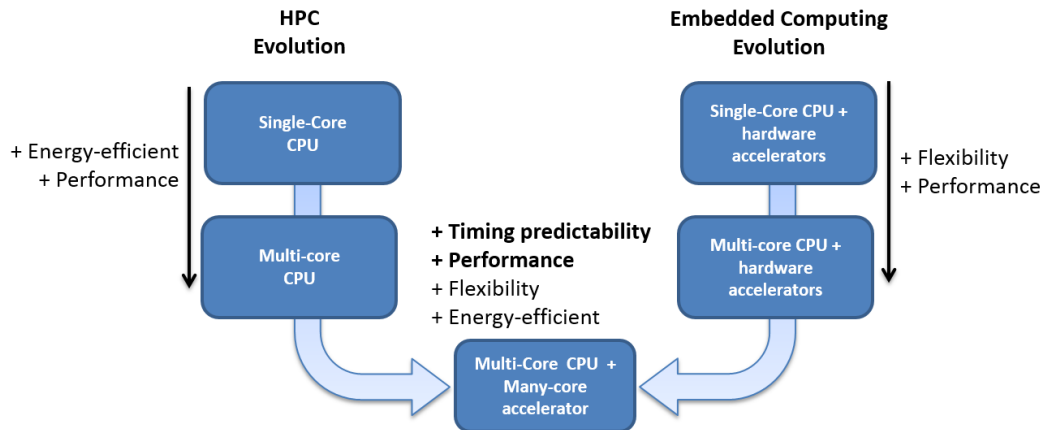 HPC
Evolution
Embedded Computing
Evolution
Single-Core
CPU
Single-Core CPU +
hardware
accelerators
+ Energy-efficient
+ Performance
+ Flexibility
+ Performance
Multi-core
CPU
+ Timing predictability
+ Performance
+ Flexibility
+ Energy-efficient
Multi-core CPU +
hardware
accelerators
Multi-Core CPU +
Many-core
accelerator